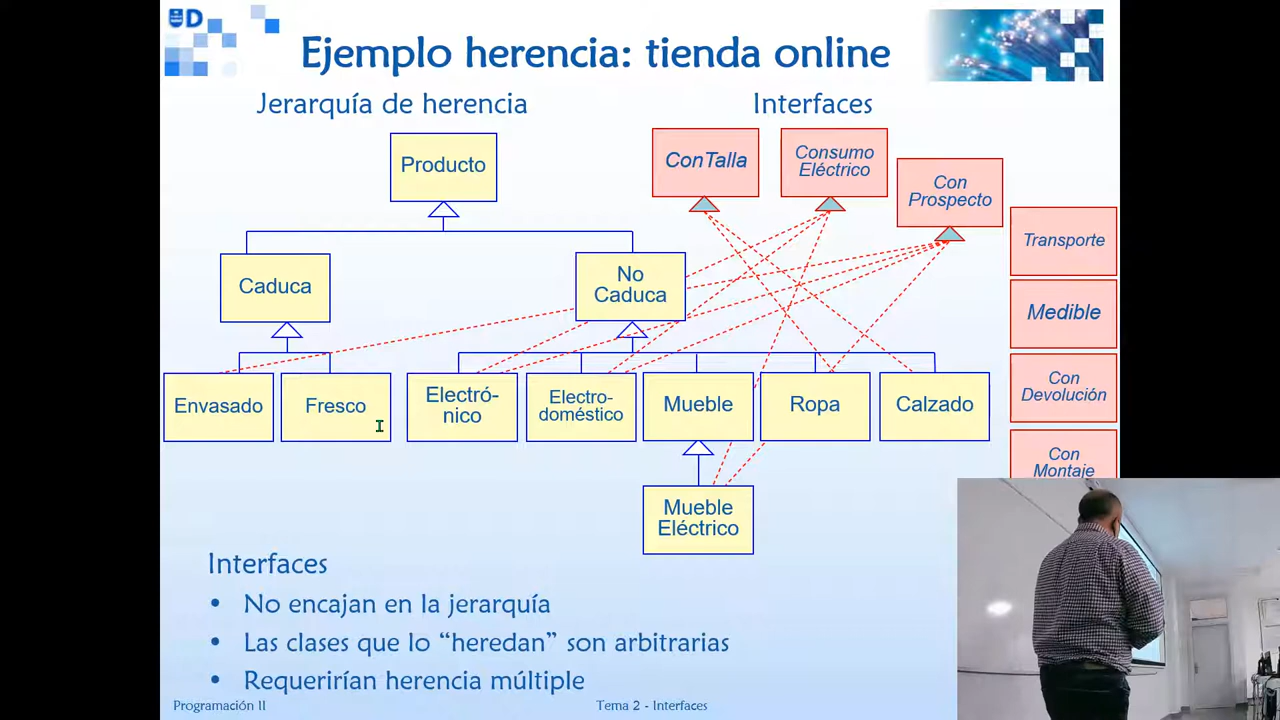 UD
Ejemplo herencia: tienda online
Jerarquía de herencia
Interfaces
Producto
ConTalla
Consumo
Eléctrico
Con
Prospecto
Transporte
Caduca
No
Caduca
Medible
Con
Devolución
Envasado
Fresco
Electró-
nico
Electro-
doméstico
Mueble
Ropa
Calzado
Con
Montaje
Mueble
Eléctrico
Interfaces
• No encajan en la jerarquía
• Las clases que lo “heredan” son arbitrarias
• Requerirían herencia múltiple
Programación II
Tema 2 - Interfaces